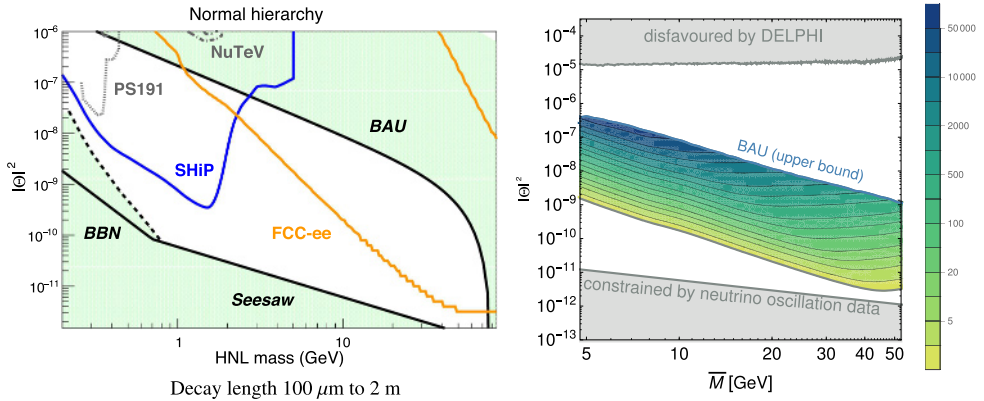 Normal hierarchy
10⁻⁶
10⁻⁷
10⁻⁸
10⁻⁹
10⁻¹⁰
10⁻¹¹
|Θ|²
NuTeV
PS191
BAU
SHiP
FCC-ee
BBN
Seesaw
1
10
HNL mass (GeV)
Decay length 100 μm to 2 m
10⁻⁴
10⁻⁵
10⁻⁶
10⁻⁷
10⁻⁸
10⁻⁹
10⁻¹⁰
10⁻¹¹
10⁻¹²
10⁻¹³
|Θ|²
disfavoured by DELPHI
BAU (upper bound)
constrained by neutrino oscillation data
5
10
20
30
40
50
M̅ [GeV]
50 000
10 000
2000
500
100
20
5